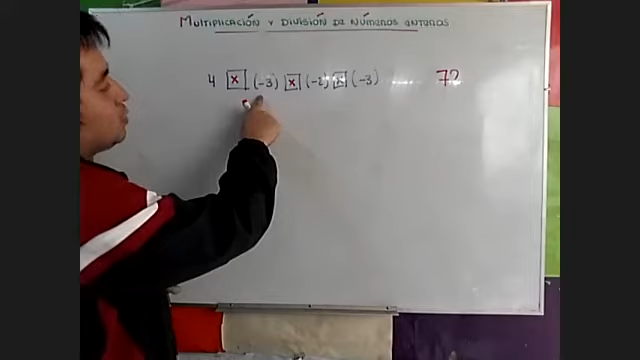 MULTIPLICACIÓN Y DIVISIÓN DE NÚMEROS ENTEROS
4 × (-3) × (-2) (-3) 72